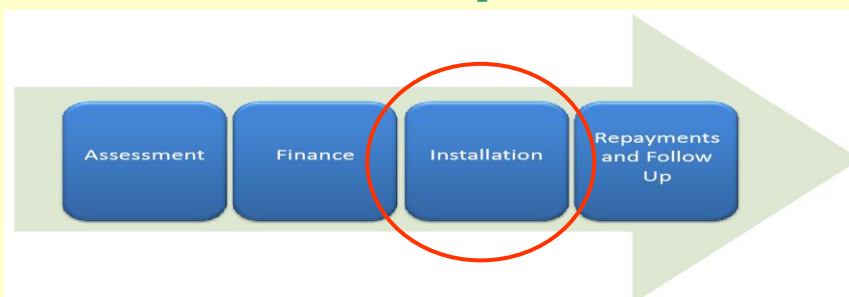 Assessment
Finance
Installation
Repayments
and Follow
Up